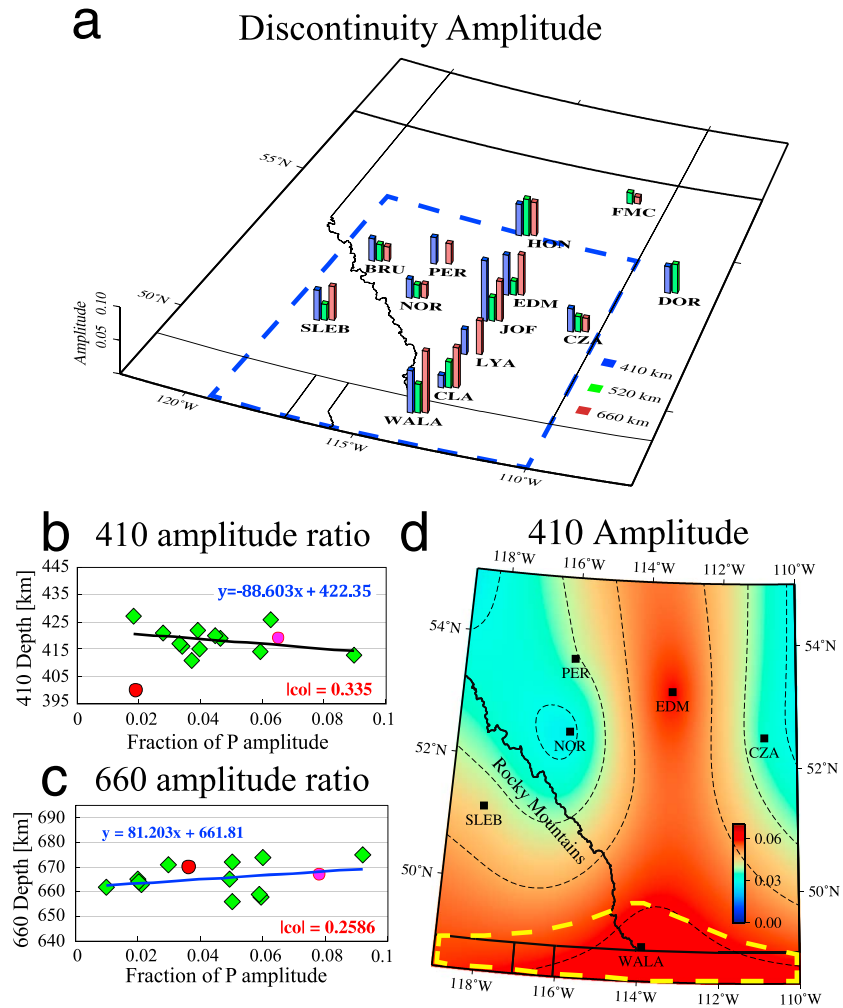 a
Discontinuity Amplitude
55°N
50°N
120°W
115°W
110°W
Amplitude
0.05 0.10
FMC
HON
BRU
PER
DOR
NOR
EDM
SLEB
JOF
CZA
LYA
CLA
WALA
410 km
520 km
660 km
b
410 amplitude ratio
410 Depth [km]
445
435
425
415
405
395
y=-88.603x + 422.35
|co| = 0.335
0 0.02 0.04 0.06 0.08 0.1
Fraction of P amplitude
c
660 amplitude ratio
660 Depth [km]
690
680
670
660
650
640
y = 81.203x + 661.81
|co| = 0.2586
0 0.02 0.04 0.06 0.08 0.1
Fraction of P amplitude
d
410 Amplitude
118°W 116°W 114°W 112°W 110°W
54°N 54°N
52°N 52°N
50°N 50°N
PER
EDM
NOR
CZA
Rocky Mountains
SLEB
WALA
0.06
0.03
0.00
118°W 116°W 114°W 112°W 110°W